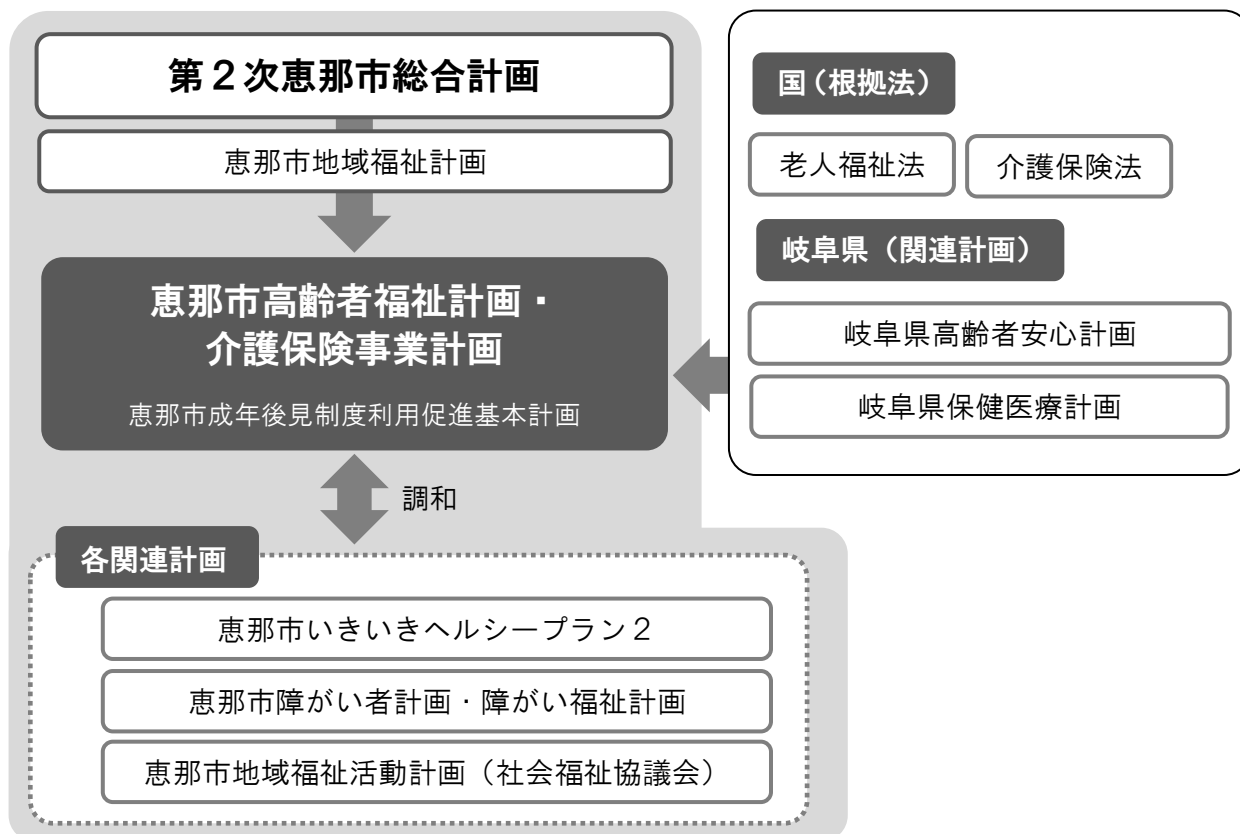 第２次恵那市総合計画
恵那市地域福祉計画
恵那市高齢者福祉計画・
介護保険事業計画
恵那市成年後見制度利用促進基本計画
調和
各関連計画
恵那市いきいきヘルシープラン２
恵那市障がい者計画・障がい福祉計画
恵那市地域福祉活動計画（社会福祉協議会）
国（根拠法）
老人福祉法
介護保険法
岐阜県（関連計画）
岐阜県高齢者安心計画
岐阜県保健医療計画